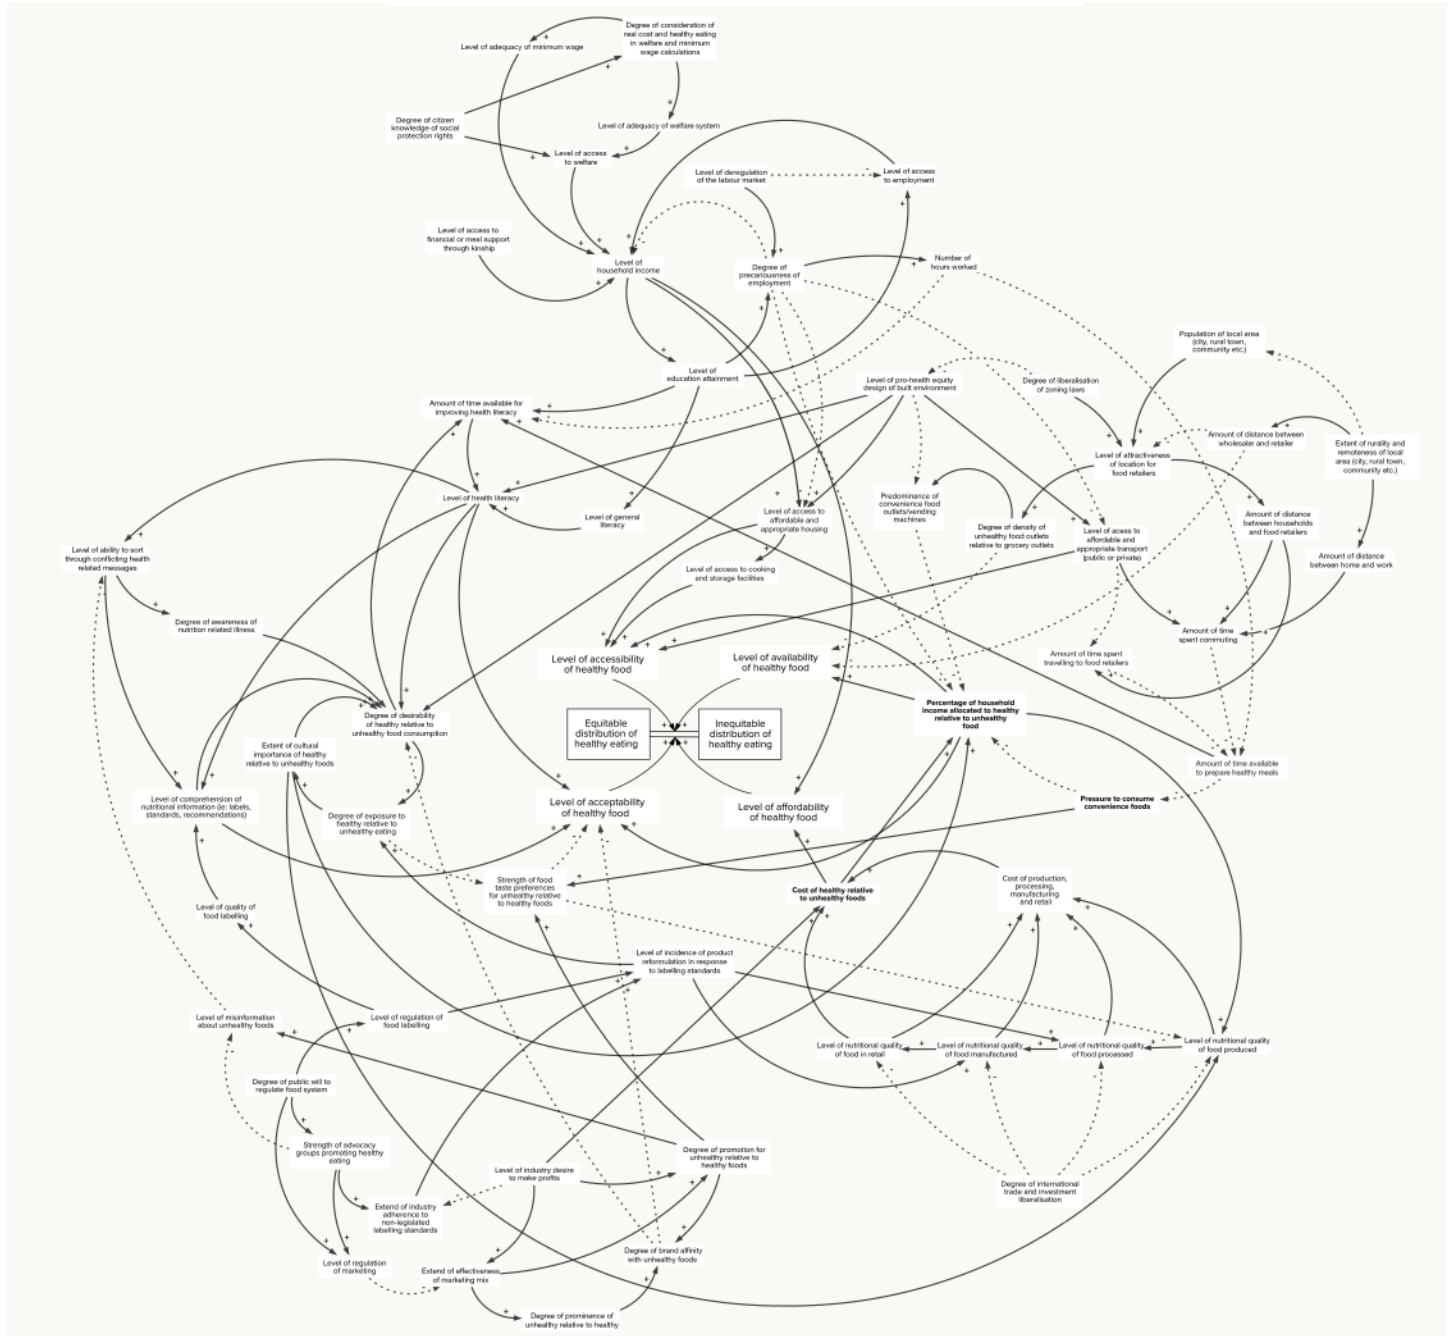 Degree of consideration of
real cost and healthy eating
in welfare and minimum
wage calculations
Level of adequacy of minimum wage
Degree of citizen
knowledge of social
protection rights
Level of adequacy of welfare system
Level of access
to welfare
Level of deregulation
of the labour market
Level of access
to employment
Level of access to
financial or meal support
through kinship
Level of
household income
Degree of
precariousness of
employment
Number of
hours worked
Population of local area
(city, rural town,
community etc.)
Level of
education attainment
Level of pro-health equity
design of built environment
Degree of liberalisation
of zoning laws
Amount of time available for
improving health literacy
Amount of distance between
wholesaler and retailer
Extent of rurality and
remoteness of local
area (city, rural town,
community etc.)
Level of attractiveness
of location for
food retailers
Level of health literacy
Level of general
literacy
Level of access to
affordable and
appropriate housing
Predominance of
convenience food
outlets/vending
machines
Degree of density of
unhealthy food outlets
relative to grocery outlets
Level of acess to
affordable and
appropriate transport
(public or private)
Amount of distance
between households
and food retailers
Amount of distance
between home and work
Level of ability to sort
through conflicting health
related messages
Level of access to cooking
and storage facilities
Degree of awareness of
nutrition related illness
Amount of time
spent commuting
Level of accessibility
of healthy food
Level of availability
of healthy food
Amount of time spent
travelling to food retailers
Degree of desirability
of healthy relative to
unhealthy food consumption
Equitable
distribution of
healthy eating
Inequitable
distribution of
healthy eating
Percentage of household
income allocated to healthy
relative to unhealthy
food
Extent of cultural
importance of healthy
relative to unhealthy foods
Amount of time available
to prepare healthy meals
Level of comprehension of
nutritional information (ie: labels,
standards, recommendations)
Degree of exposure to
healthy relative to
unhealthy eating
Level of acceptability
of healthy food
Level of affordability
of healthy food
Pressure to consume
convenience foods
Strength of food
taste preferences
for unhealthy relative
to healthy foods
Cost of healthy relative
to unhealthy foods
Cost of production,
processing,
manufacturing
and retail
Level of quality of
food labelling
Level of incidence of product
reformulation in response
to labelling standards
Level of misinformation
about unhealthy foods
Level of regulation of
food labelling
Level of nutritional quality
of food in retail
Level of nutritional quality
of food manufactured
Level of nutritional quality
of food processed
Level of nutritional quality
of food produced
Degree of public will to
regulate food system
Strength of advocacy
groups promoting healthy
eating
Level of industry desire
to make profits
Degree of promotion for
unhealthy relative to
healthy foods
Degree of international
trade and investment
liberalisation
Extend of industry
adherence to
non-legislated
labelling standards
Level of regulation
of marketing
Extend of effectiveness
of marketing mix
Degree of brand affinity
with unhealthy foods
Degree of prominence of
unhealthy relative to healthy